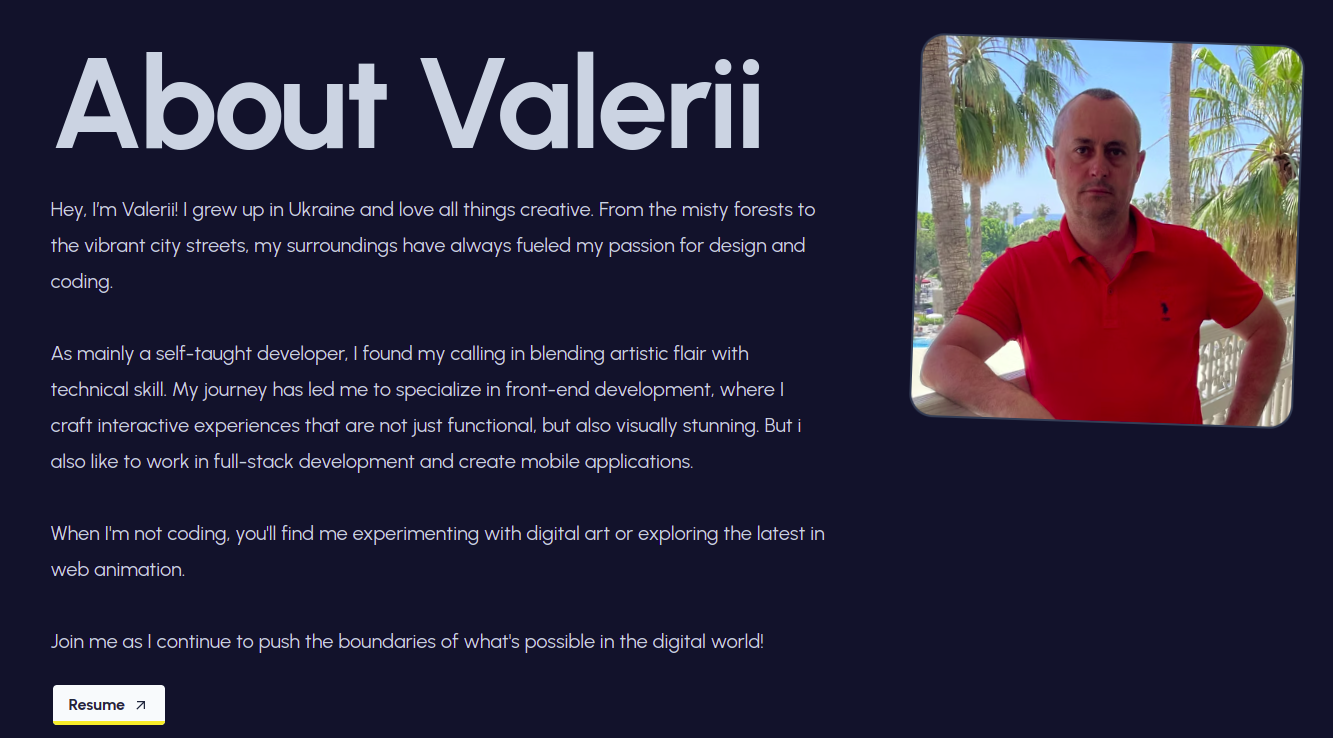 About Valerii
Hey, I’m Valerii! I grew up in Ukraine and love all things creative. From the misty forests to
the vibrant city streets, my surroundings have always fueled my passion for design and
coding.
As mainly a self-taught developer, I found my calling in blending artistic flair with
technical skill. My journey has led me to specialize in front-end development, where I
craft interactive experiences that are not just functional, but also visually stunning. But i
also like to work in full-stack development and create mobile applications.
When I'm not coding, you'll find me experimenting with digital art or exploring the latest in
web animation.
Join me as I continue to push the boundaries of what's possible in the digital world!
Resume